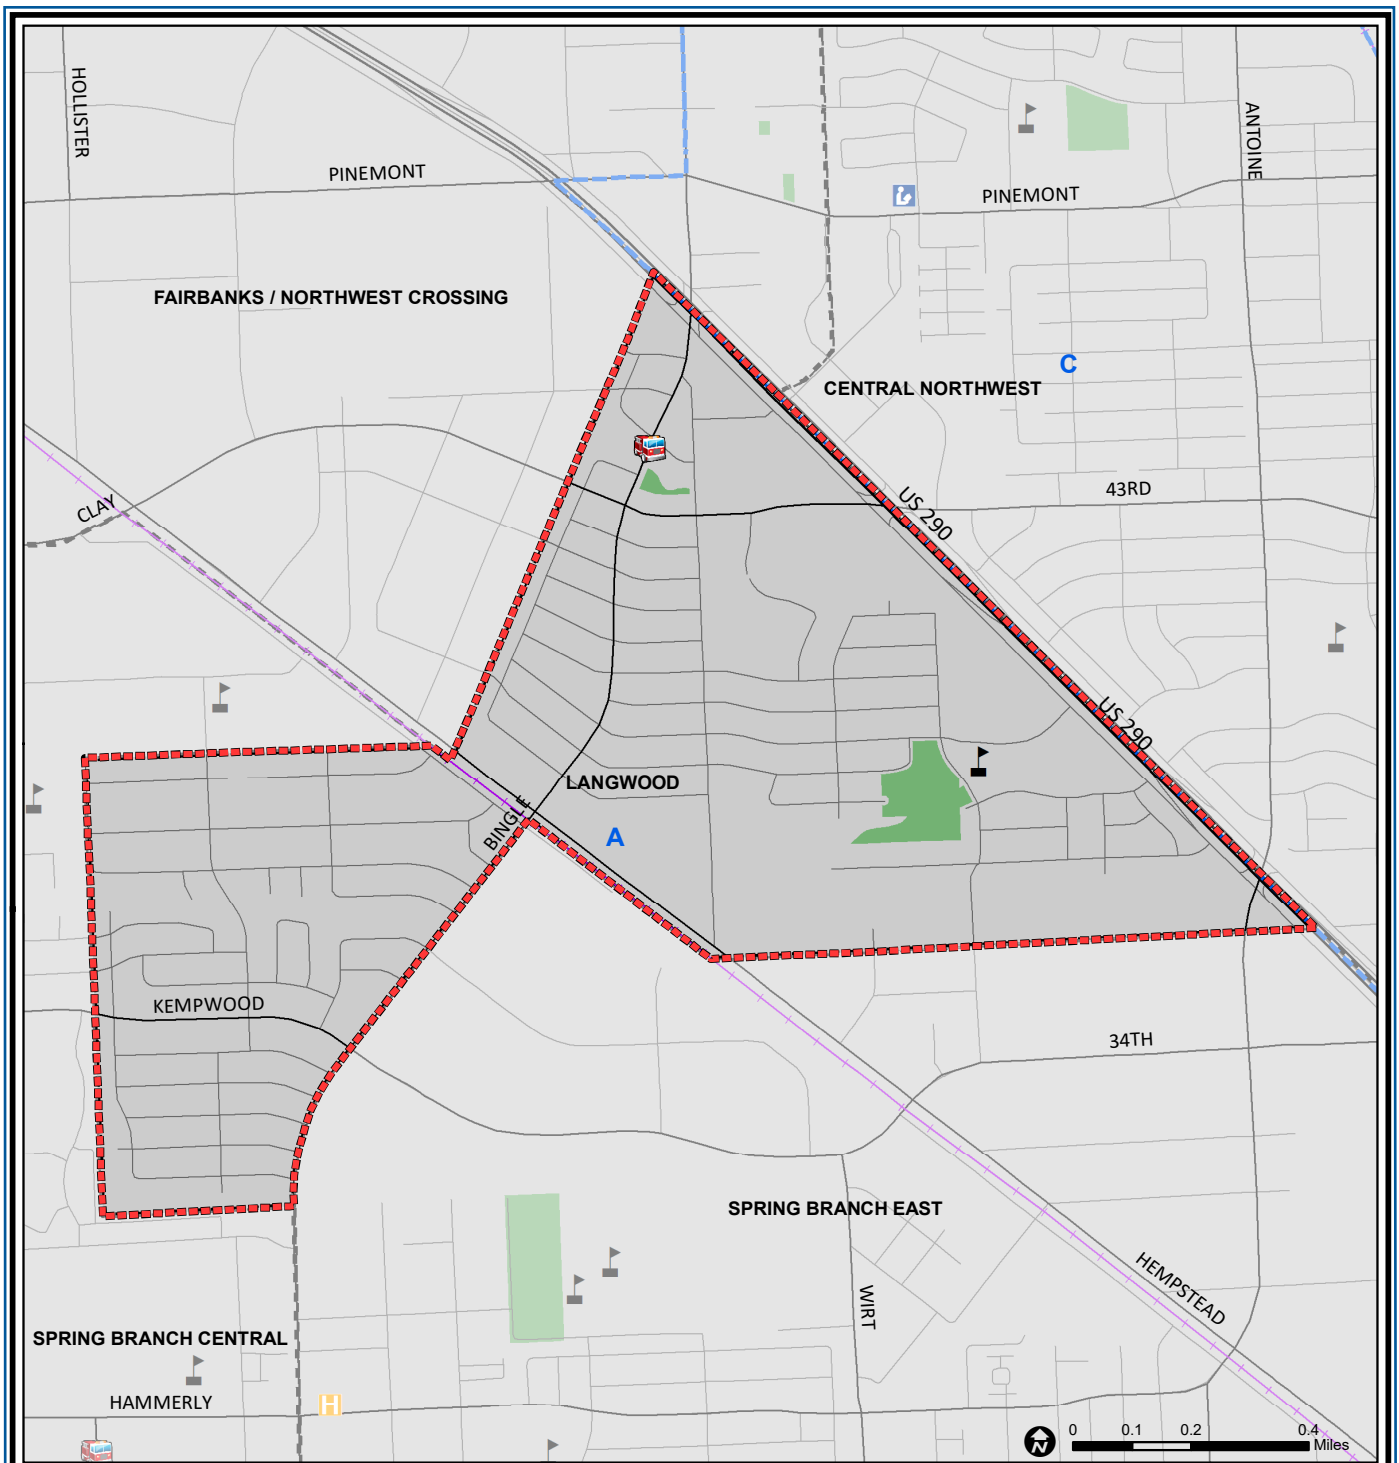 HOLLISTER
ANTOINE
PINEMONT
PINEMONT
FAIRBANKS / NORTHWEST CROSSING
C
CENTRAL NORTHWEST
43RD
US 290
CLAY
US 290
LANGWOOD
BINGLE
A
KEMPWOOD
34TH
SPRING BRANCH EAST
HEMPSTEAD
WIRT
SPRING BRANCH CENTRAL
HAMMERLY
H
N
0 0.1 0.2 0.4
Miles